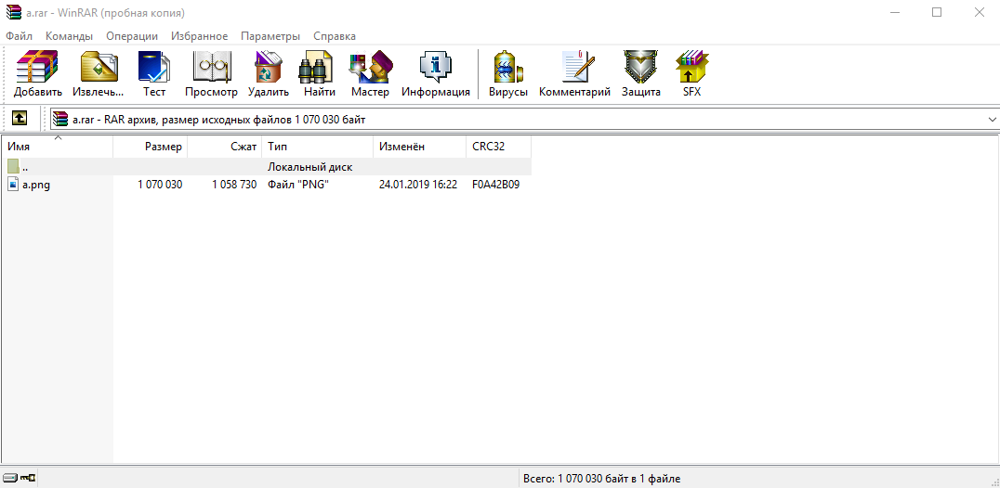 a.rar - WinRAR (пробная копия)
Файл Команды Операции Избранное Параметры Справка
Добавить Извлечь... Тест Просмотр Удалить Найти Мастер Информация Вирусы Комментарий Защита SFX
a.rar - RAR архив, размер исходных файлов 1 070 030 байт
Имя Размер Сжат Тип Изменён CRC32
.. Локальный диск
a.png 1 070 030 1 058 730 Файл "PNG" 24.01.2019 16:22 F0A42B09
Всего: 1 070 030 байт в 1 файле